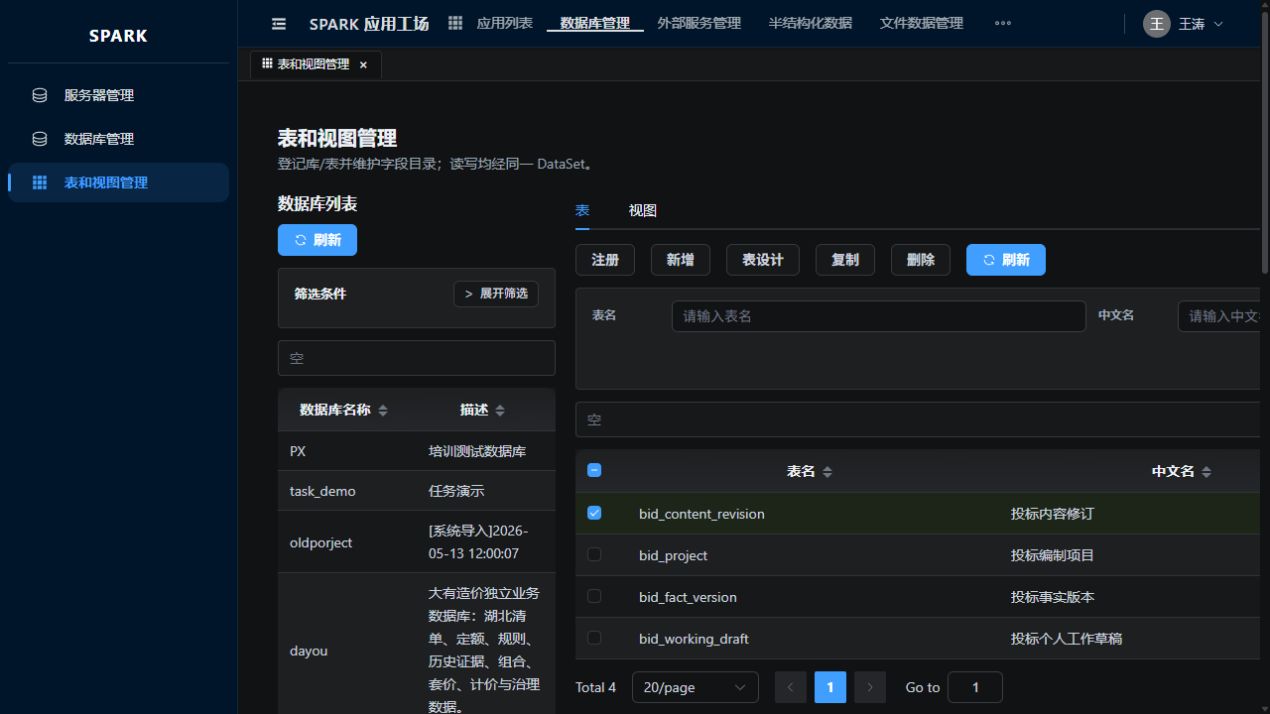 SPARK
服务器管理
数据库管理
表和视图管理
SPARK 应用工场
应用列表
数据库管理
外部服务管理
半结构化数据
文件数据管理
王
王涛
表和视图管理 ×
表和视图管理
登记库/表并维护字段目录；读写均经同一 DataSet。
数据库列表
刷新
筛选条件
> 展开筛选
空
数据库名称 描述
PX 培训测试数据库
task_demo 任务演示
oldporject [系统导入]2026-
05-13 12:00:07
dayou 大有造价独立业务
数据库：湖北清
单、定额、规则、
历史证据、组合、
套价、计价与治理
数据。
表 视图
注册 新增 表设计 复制 删除 刷新
表名 请输入表名 中文名 请输入中文
空
表名 中文名
bid_content_revision 投标内容修订
bid_project 投标编制项目
bid_fact_version 投标事实版本
bid_working_draft 投标个人工作草稿
Total 4 20/page < 1 > Go to 1